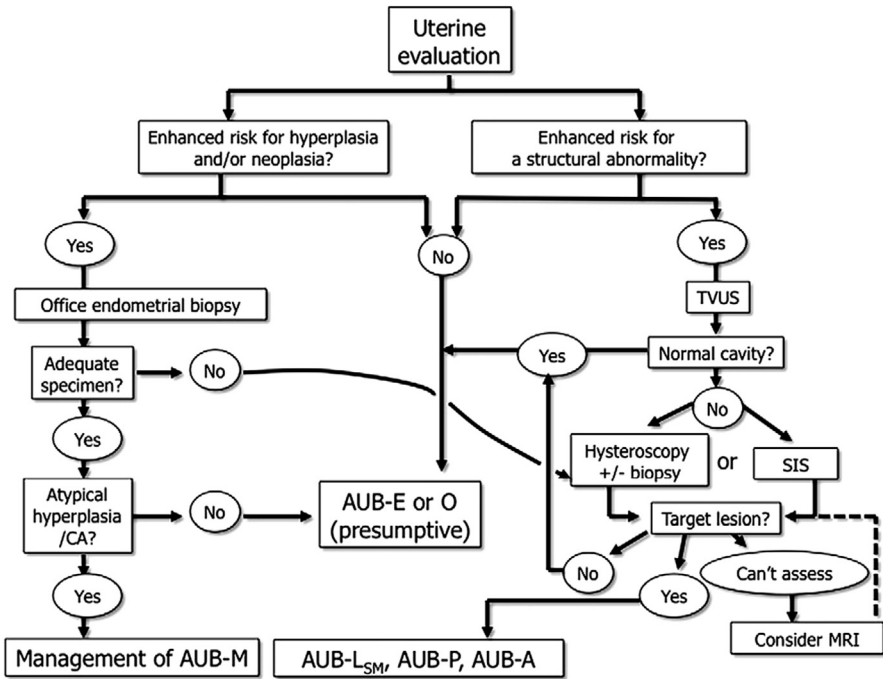 Uterine
evaluation
Enhanced risk for hyperplasia
and/or neoplasia?
Enhanced risk for
a structural abnormality?
Yes
No
Yes
Office endometrial biopsy
TVUS
Adequate
specimen?
No
Yes
Normal cavity?
Yes
No
Hysteroscopy
+/- biopsy
or
SIS
Atypical
hyperplasia
/CA?
No
AUB-E or O
(presumptive)
Target lesion?
Yes
No
Yes
Can't assess
Management of AUB-M
AUB-LSM, AUB-P, AUB-A
Consider MRI